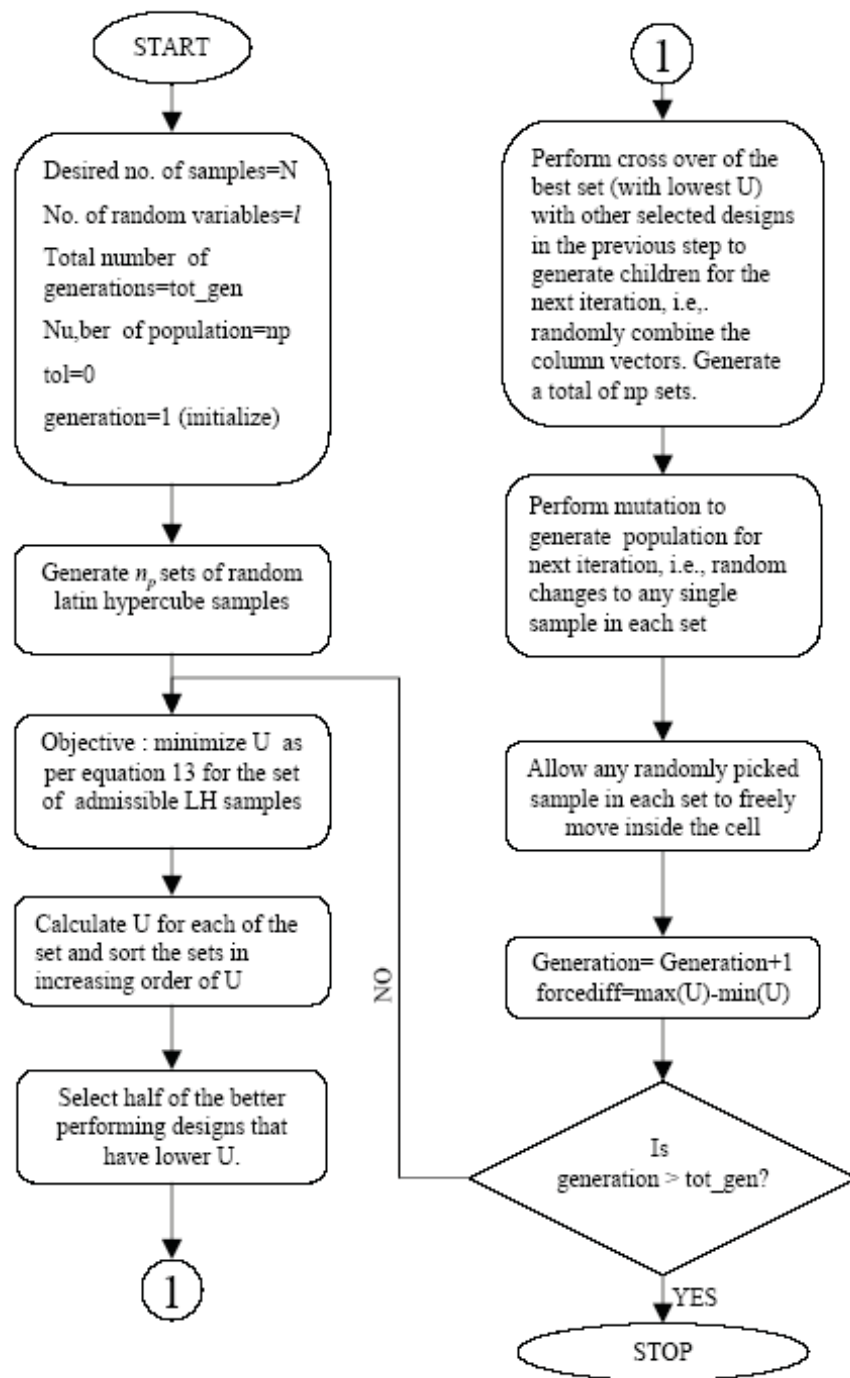 START
Desired no. of samples=N
No. of random variables=l
Total number of
generations=tot_gen
Nu,ber of population=np
tol=0
generation=1 (initialize)
Generate np sets of random
latin hypercube samples
Objective : minimize U as
per equation 13 for the set
of admissible LH samples
Calculate U for each of the
set and sort the sets in
increasing order of U
Select half of the better
performing designs that
have lower U.
1
1
Perform cross over of the
best set (with lowest U)
with other selected designs
in the previous step to
generate children for the
next iteration, i.e,.
randomly combine the
column vectors. Generate
a total of np sets.
Perform mutation to
generate population for
next iteration, i.e., random
changes to any single
sample in each set
Allow any randomly picked
sample in each set to freely
move inside the cell
Generation= Generation+1
forcediff=max(U)-min(U)
Is
generation > tot_gen?
NO
YES
STOP